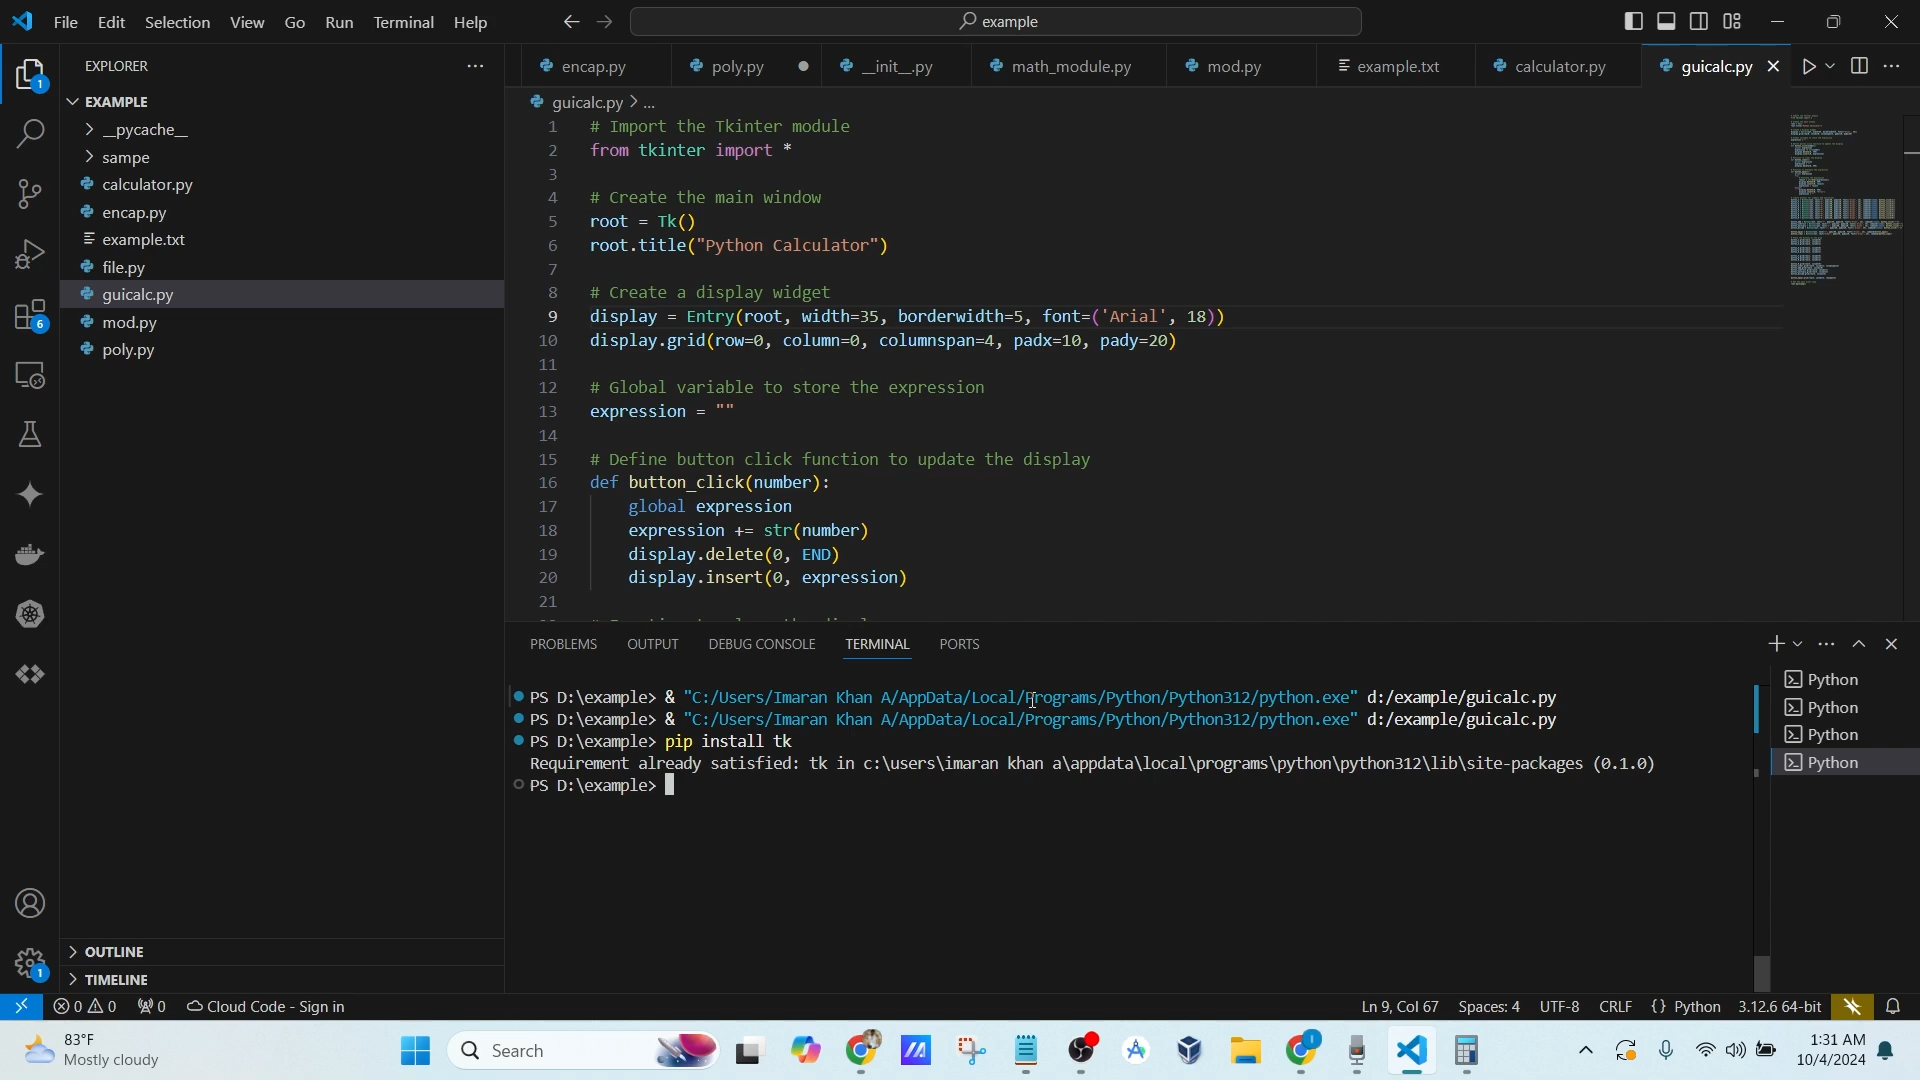 File Edit Selection View Go Run Terminal Help
example
EXPLORER
EXAMPLE
__pycache__
sampe
calculator.py
encap.py
example.txt
file.py
guicalc.py
mod.py
poly.py
OUTLINE
TIMELINE
1
6
1
encap.py poly.py __init__.py math_module.py mod.py example.txt calculator.py guicalc.py
guicalc.py > ...
1 # Import the Tkinter module
2 from tkinter import *
3
4 # Create the main window
5 root = Tk()
6 root.title("Python Calculator")
7
8 # Create a display widget
9 display = Entry(root, width=35, borderwidth=5, font=('Arial', 18))
10 display.grid(row=0, column=0, columnspan=4, padx=10, pady=20)
11
12 # Global variable to store the expression
13 expression = ""
14
15 # Define button click function to update the display
16 def button_click(number):
17 global expression
18 expression += str(number)
19 display.delete(0, END)
20 display.insert(0, expression)
21
PROBLEMS OUTPUT DEBUG CONSOLE TERMINAL PORTS
PS D:\example> & "C:/Users/Imaran Khan A/AppData/Local/Programs/Python/Python312/python.exe" d:/example/guicalc.py
PS D:\example> & "C:/Users/Imaran Khan A/AppData/Local/Programs/Python/Python312/python.exe" d:/example/guicalc.py
PS D:\example> pip install tk
Requirement already satisfied: tk in c:\users\imaran khan a\appdata\local\programs\python\python312\lib\site-packages (0.1.0)
PS D:\example>
Python
Python
Python
Python
0 0 0 Cloud Code - Sign in Ln 9, Col 67 Spaces: 4 UTF-8 CRLF {} Python 3.12.6 64-bit
83°F
Mostly cloudy
Search
1:31 AM
10/4/2024